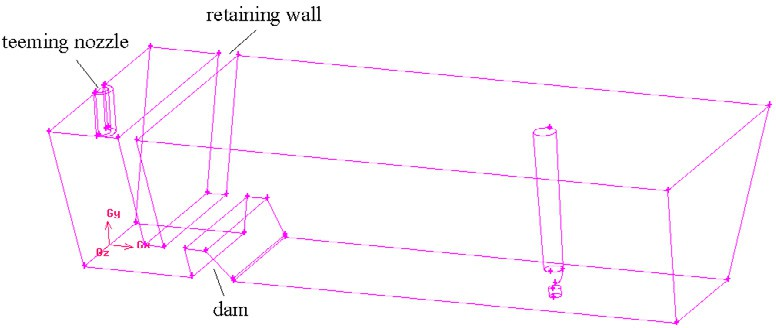 retaining wall
teeming nozzle
Gy
Gz Gx
dam